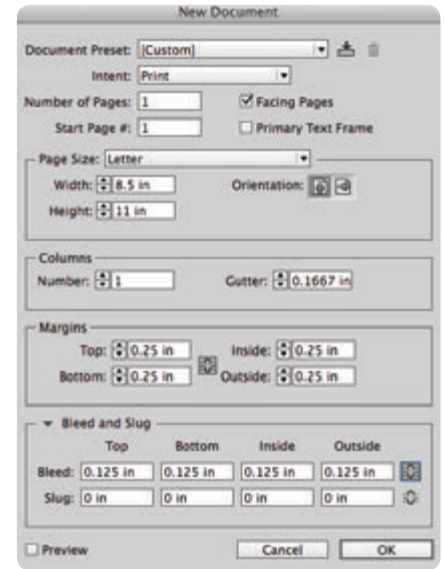 New Document
Document Preset: [Custom]
Intent: Print
Number of Pages: 1 Facing Pages
Start Page #: 1 Primary Text Frame
Page Size: Letter
Width: 8.5 in Orientation:
Height: 11 in
Columns
Number: 1 Gutter: 0.1667 in
Margins
Top: 0.25 in Inside: 0.25 in
Bottom: 0.25 in Outside: 0.25 in
Bleed and Slug
Top Bottom Inside Outside
Bleed: 0.125 in 0.125 in 0.125 in 0.125 in
Slug: 0 in 0 in 0 in 0 in
Preview Cancel OK